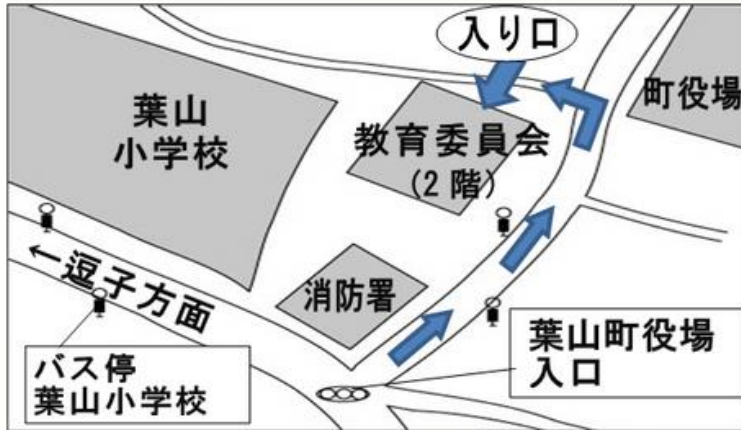 入り口
町役場
葉山
小学校
教育委員会
(2階)
←逗子方面
消防署
バス停
葉山小学校
葉山町役場
入口